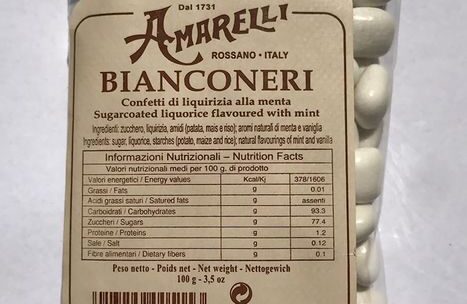 Dal 1731
AMARELLI
ROSSANO • ITALY
BIANCONERI
Confetti di liquirizia alla menta
Sugarcoated liquorice flavoured with mint
Ingredienti: zucchero, liquirizia, amidi (patata, mais e riso); aromi naturali di menta e vaniglia
Ingredients: sugar, liquorice, starches (potato, maize and rice); natural flavourings of mint and vanilla
Informazioni Nutrizionali – Nutrition Facts
Valori nutrizionali medi per 100 g. di prodotto
Valori energetici / Energy values Kcal/Kj 378/1606
Grassi / Fats g 0.01
Acidi grassi saturi / Satured fats g assenti
Carboidrati / Carbohydrates g 93.3
Zuccheri / Sugars g 77.4
Proteine / Proteins g 1.2
Sale / Salt g 0.12
Fibre alimentari / Dietary fibers g 0.1
Peso netto - Poids net - Net weight - Nettogewich
100 g - 3,5 oz